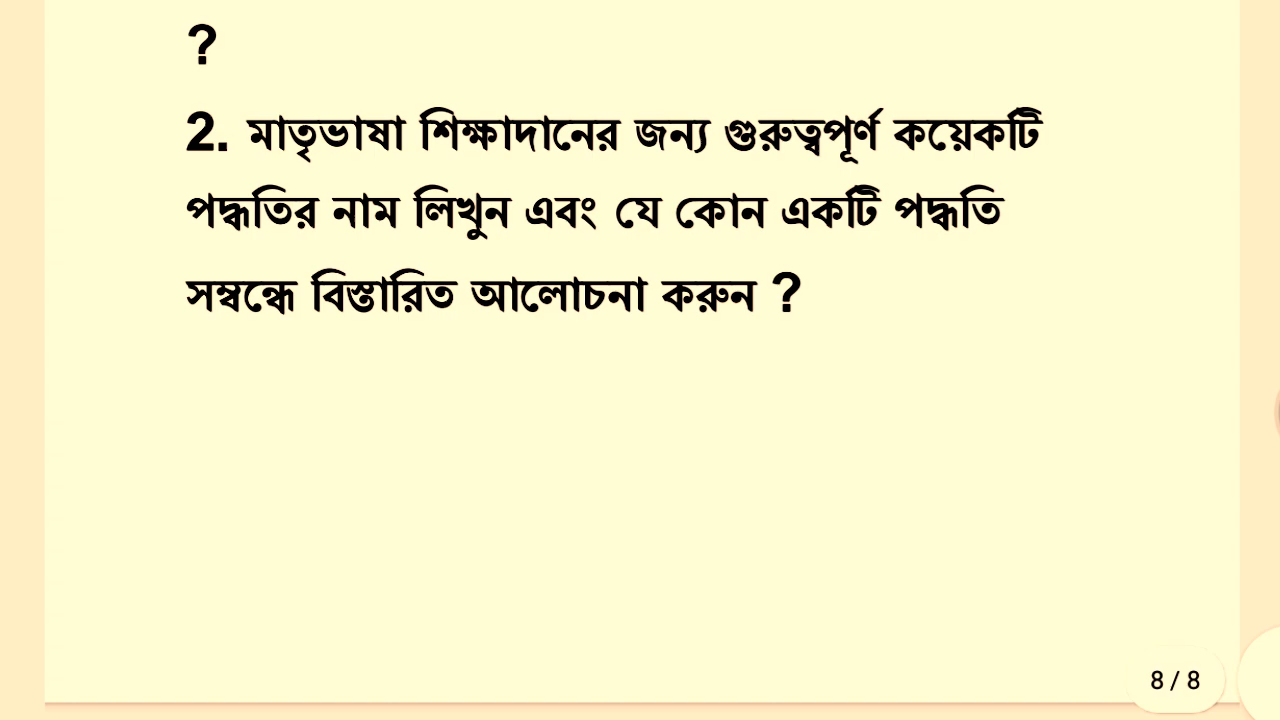 ?
2. মাতৃভাষা শিক্ষাদানের জন্য গুরুত্বপূর্ণ কয়েকটি
পদ্ধতির নাম লিখুন এবং যে কোন একটি পদ্ধতি
সম্বন্ধে বিস্তারিত আলোচনা করুন ?
8 / 8